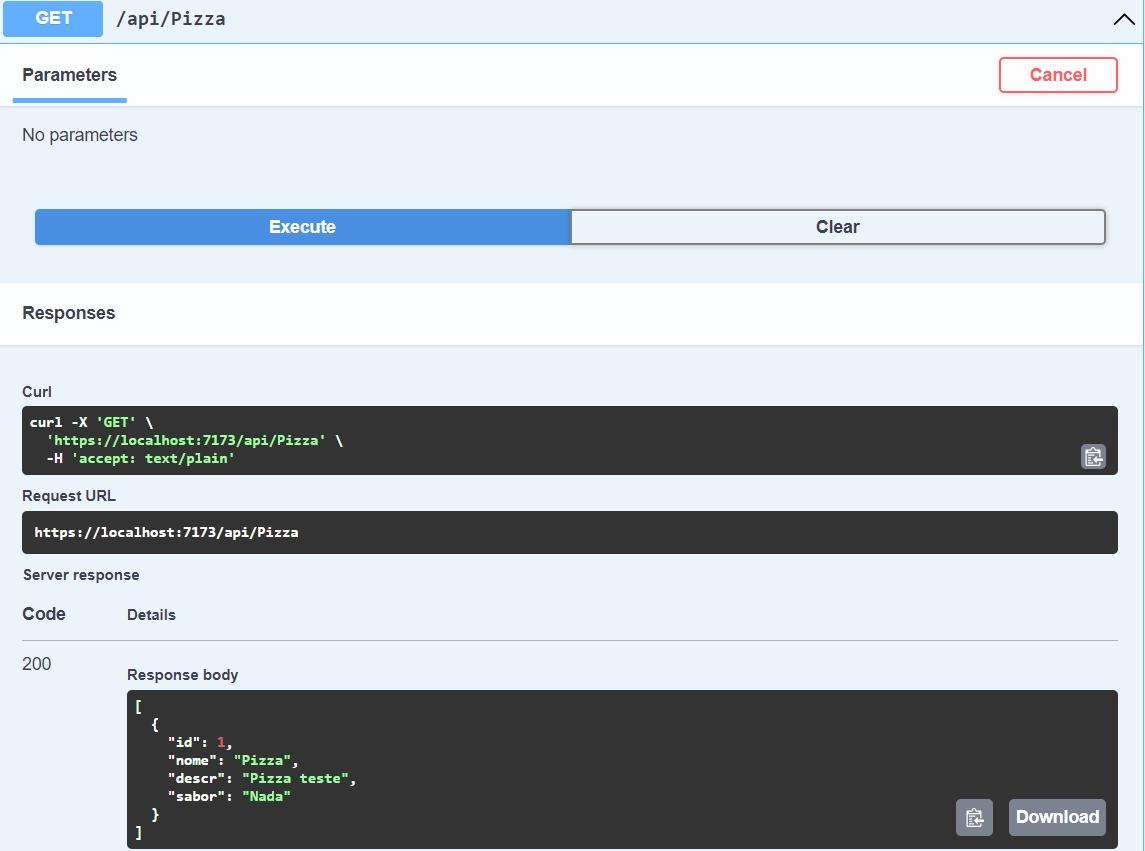 GET /api/Pizza
Parameters
Cancel
No parameters
Execute
Clear
Responses
Curl
curl -X 'GET' \
  'https://localhost:7173/api/Pizza' \
  -H 'accept: text/plain'
Request URL
https://localhost:7173/api/Pizza
Server response
Code Details
200
Response body
[
  {
    "id": 1,
    "nome": "Pizza",
    "descr": "Pizza teste",
    "sabor": "Nada"
  }
]
Download